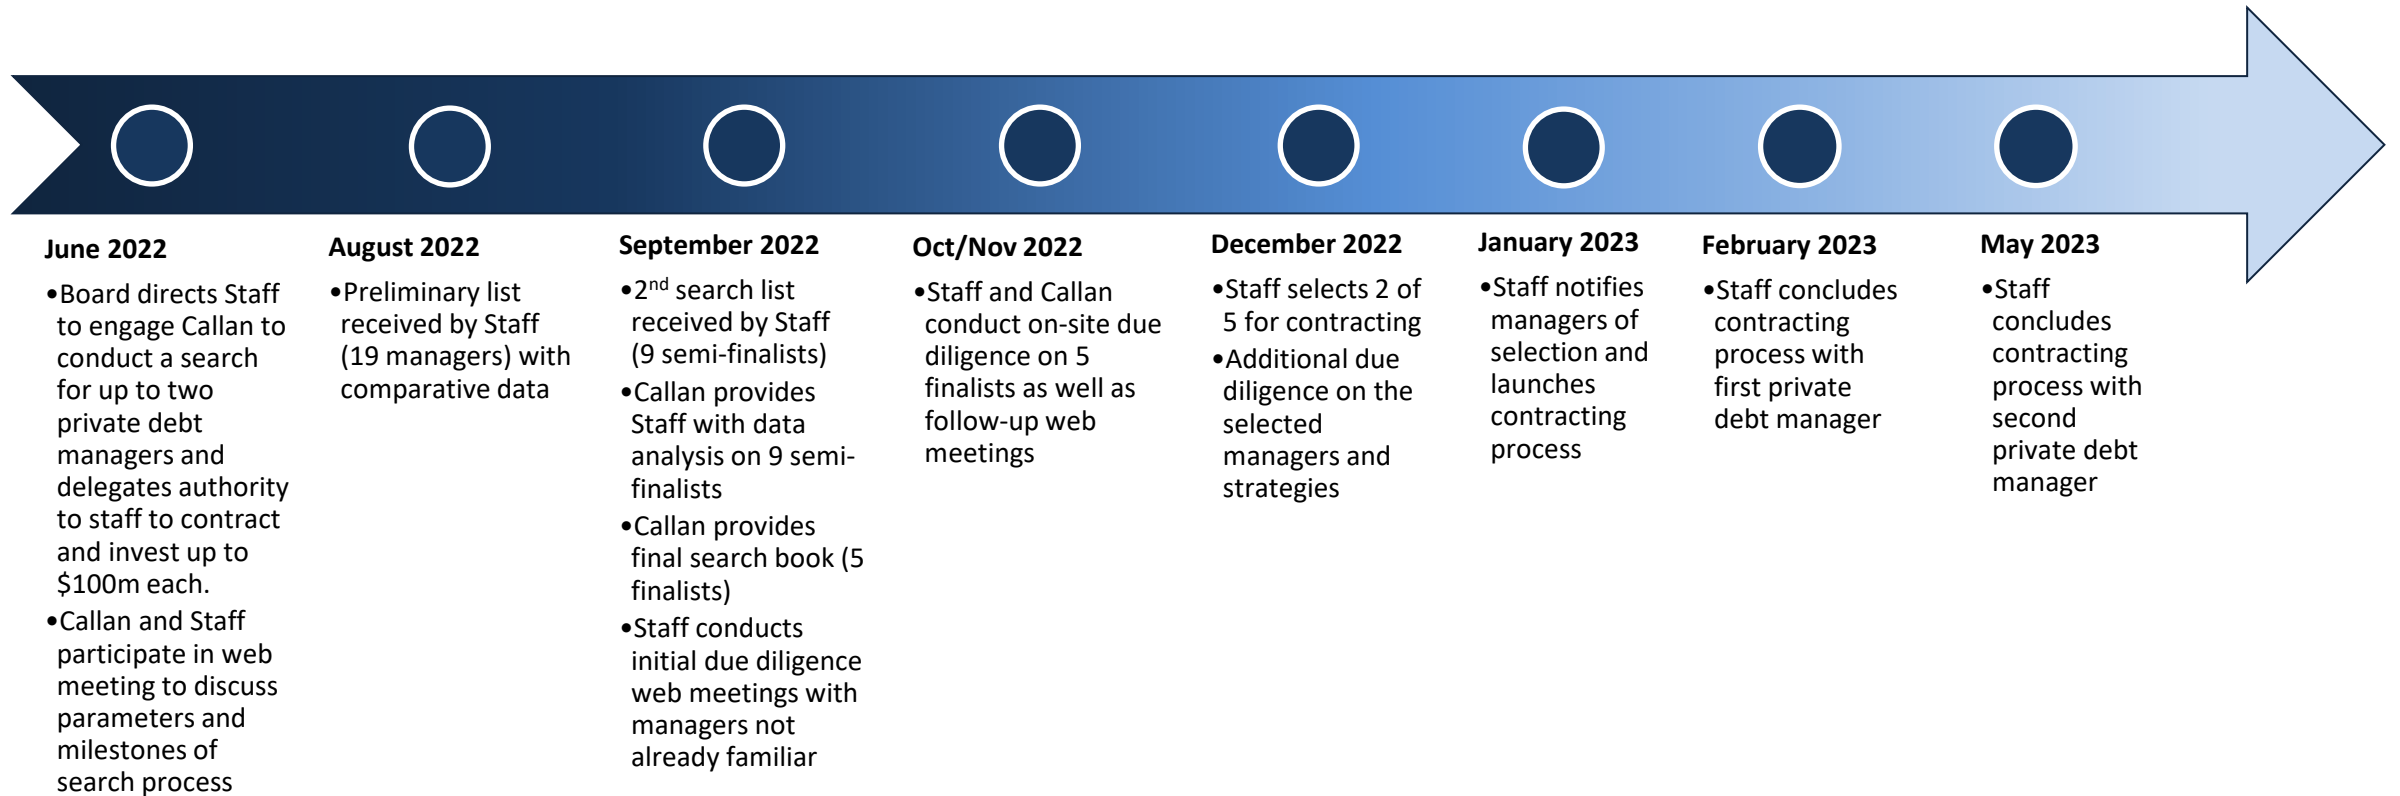 June 2022
•Board directs Staff
to engage Callan to
conduct a search
for up to two
private debt
managers and
delegates authority
to staff to contract
and invest up to
$100m each.
•Callan and Staff
participate in web
meeting to discuss
parameters and
milestones of
search process
August 2022
•Preliminary list
received by Staff
(19 managers) with
comparative data
September 2022
•2nd search list
received by Staff
(9 semi-finalists)
•Callan provides
Staff with data
analysis on 9 semi-
finalists
•Callan provides
final search book (5
finalists)
•Staff conducts
initial due diligence
web meetings with
managers not
already familiar
Oct/Nov 2022
•Staff and Callan
conduct on-site due
diligence on 5
finalists as well as
follow-up web
meetings
December 2022
•Staff selects 2 of
5 for contracting
•Additional due
diligence on the
selected
managers and
strategies
January 2023
•Staff notifies
managers of
selection and
launches
contracting
process
February 2023
•Staff concludes
contracting
process with
first private
debt manager
May 2023
•Staff
concludes
contracting
process with
second
private debt
manager